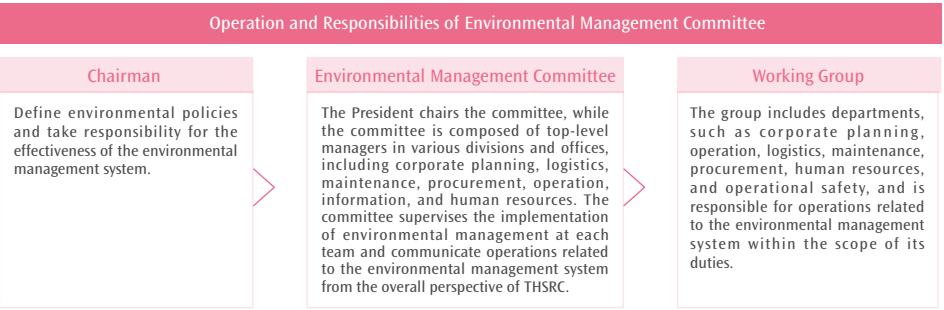 Operation and Responsibilities of Environmental Management Committee
Chairman
Define environmental policies
and take responsibility for the
effectiveness of the environmental
management system.
Environmental Management Committee
The President chairs the committee, while
the committee is composed of top-level
managers in various divisions and offices,
including corporate planning, logistics,
maintenance, procurement, operation,
information, and human resources. The
committee supervises the implementation
of environmental management at each
team and communicate operations related
to the environmental management system
from the overall perspective of THSRC.
Working Group
The group includes departments,
such as corporate planning,
operation, logistics, maintenance,
procurement, human resources,
and operational safety, and is
responsible for operations related
to the environmental management
system within the scope of its
duties.